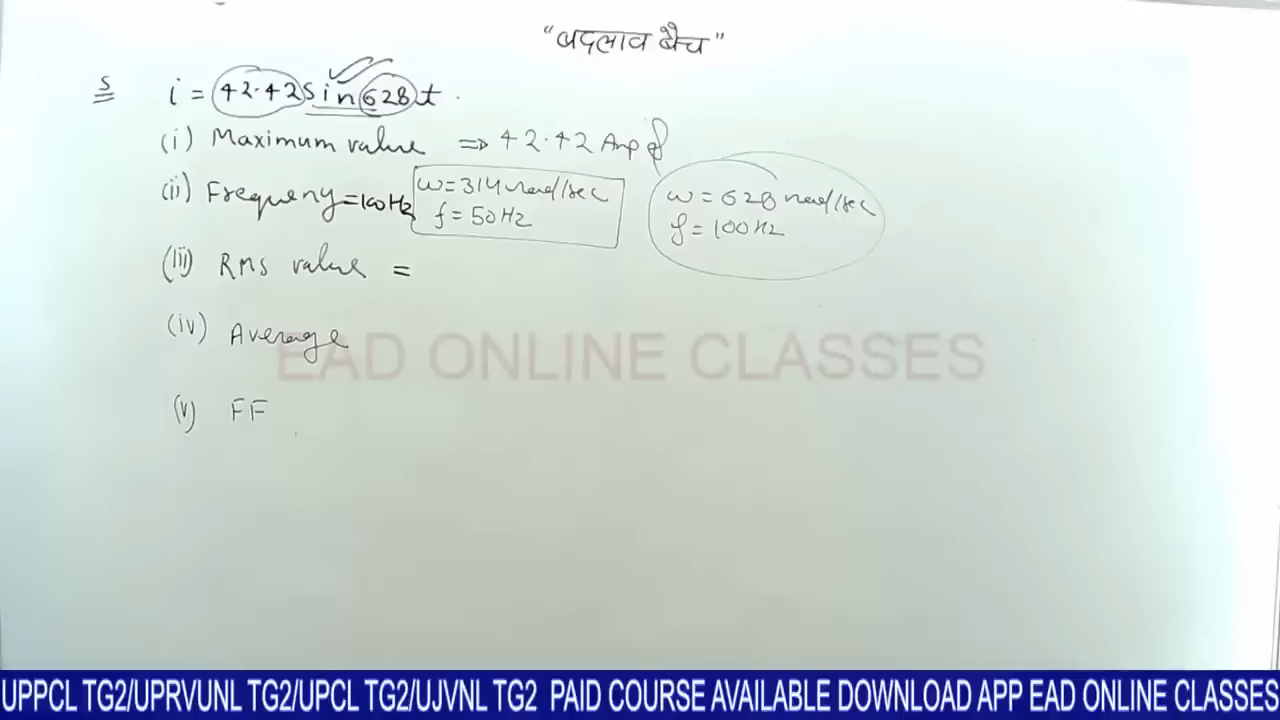 "बदलाव बैच"
5 i = 42.42 sin 628 t
(i) Maximum value ⇒ 42.42 Amp
(ii) Frequency = 100Hz ω = 314 rad/sec ω = 628 rad/sec
f = 50Hz f = 100Hz
(iii) RMS value =
(iv) Average
EAD ONLINE CLASSES
(v) FF
UPPCL TG2/UPRVUNL TG2/UPCL TG2/UJVNL TG2 PAID COURSE AVAILABLE DOWNLOAD APP EAD ONLINE CLASSES